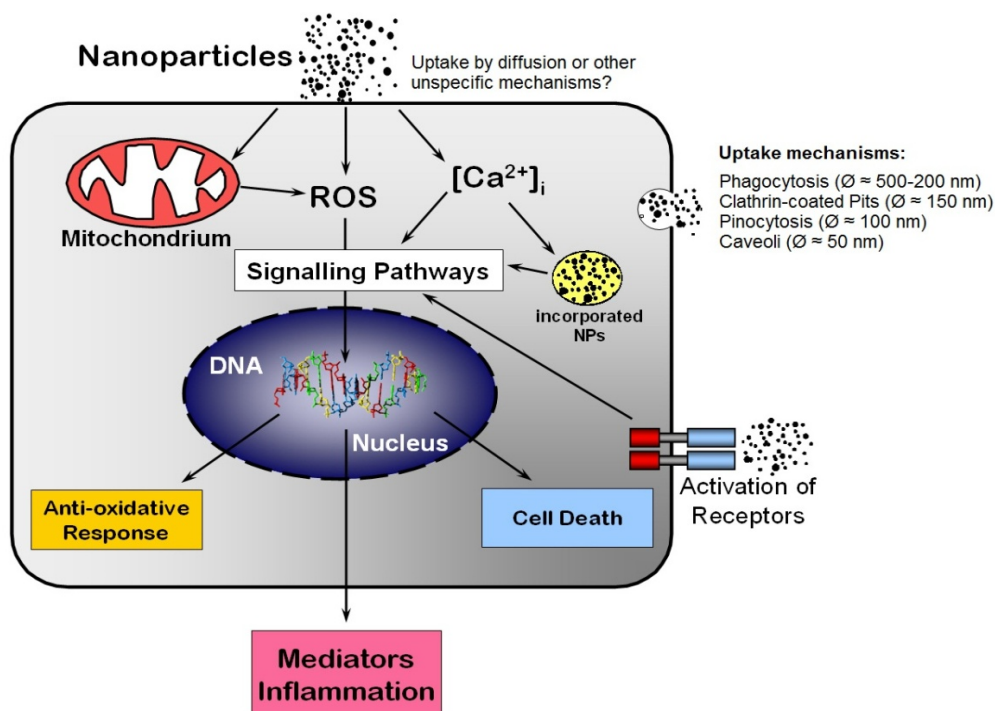 Nanoparticles
Uptake by diffusion or other
unspecific mechanisms?
Uptake mechanisms:
Phagocytosis (Ø ≈ 500-200 nm)
Clathrin-coated Pits (Ø ≈ 150 nm)
Pinocytosis (Ø ≈ 100 nm)
Caveoli (Ø ≈ 50 nm)
Mitochondrium
ROS
[Ca²⁺]ᵢ
Signalling Pathways
incorporated
NPs
DNA
Nucleus
Activation of
Receptors
Anti-oxidative
Response
Cell Death
Mediators
Inflammation